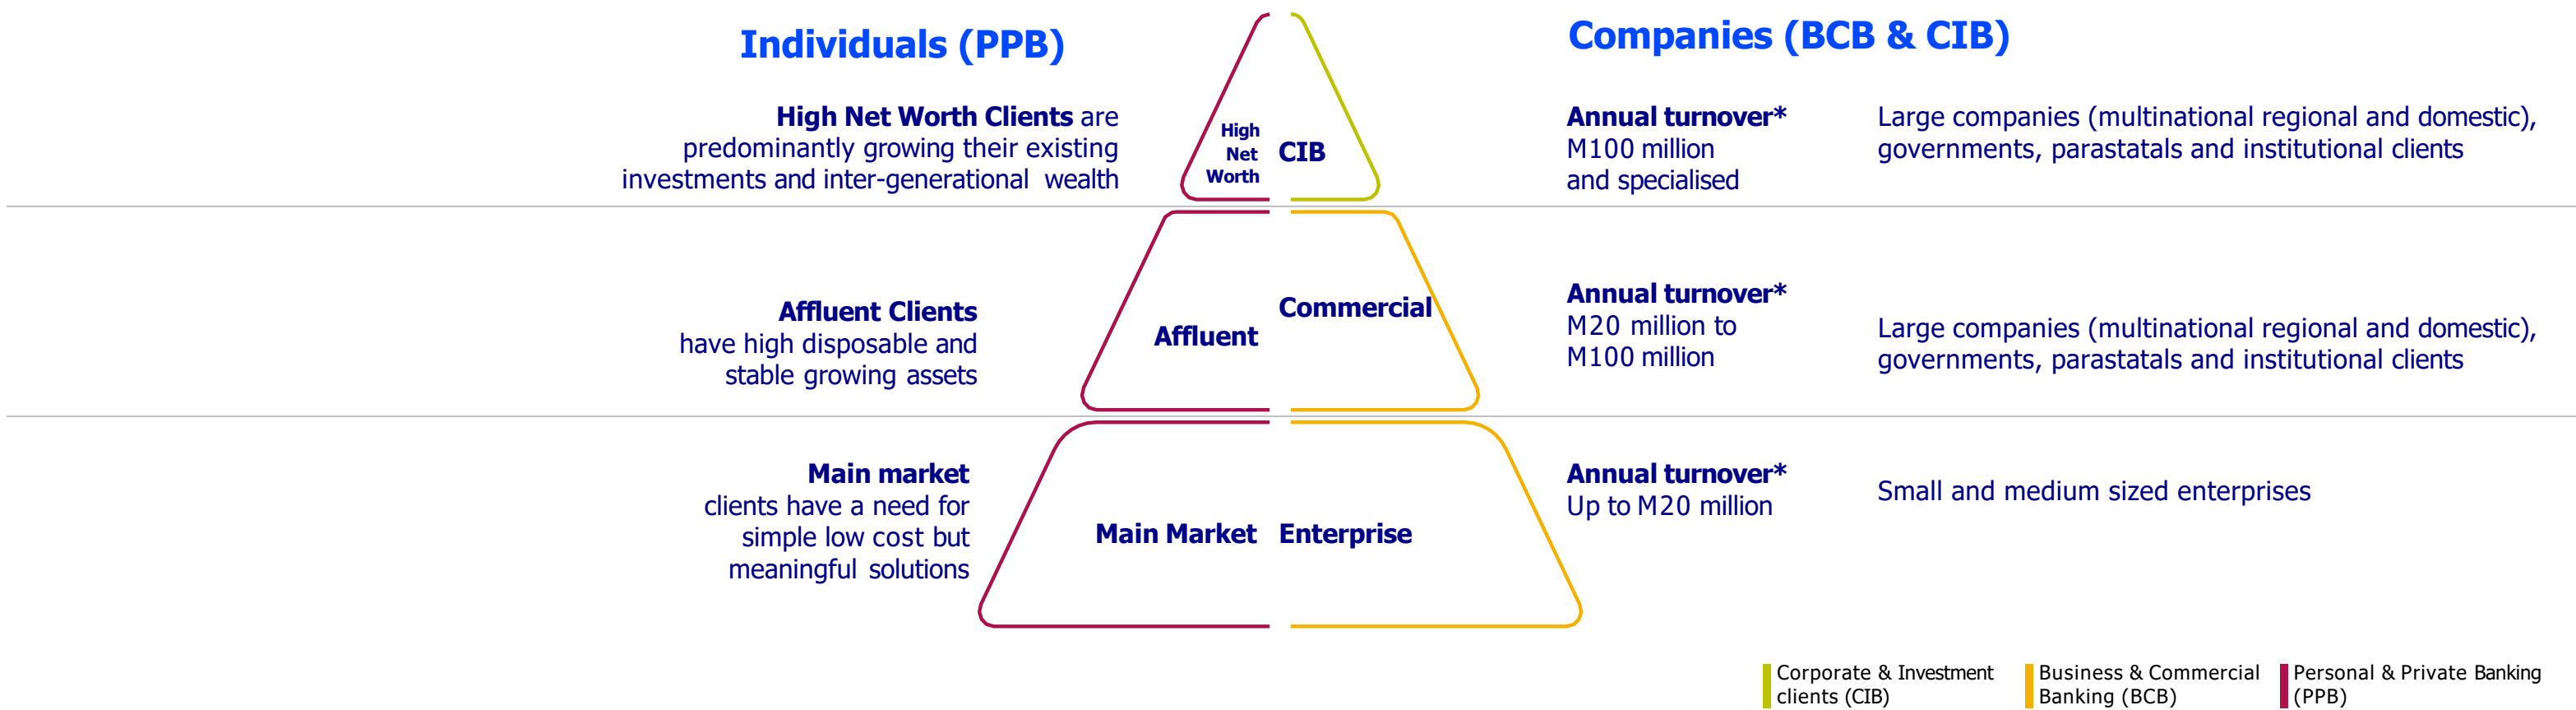 Individuals (PPB)
Companies (BCB & CIB)
High Net Worth Clients are
predominantly growing their existing
investments and inter-generational wealth
High
Net
Worth
CIB
Annual turnover*
M100 million
and specialised
Large companies (multinational regional and domestic),
governments, parastatals and institutional clients
Affluent Clients
have high disposable and
stable growing assets
Affluent
Commercial
Annual turnover*
M20 million to
M100 million
Large companies (multinational regional and domestic),
governments, parastatals and institutional clients
Main market
clients have a need for
simple low cost but
meaningful solutions
Main Market
Enterprise
Annual turnover*
Up to M20 million
Small and medium sized enterprises
Corporate & Investment
clients (CIB)
Business & Commercial
Banking (BCB)
Personal & Private Banking
(PPB)